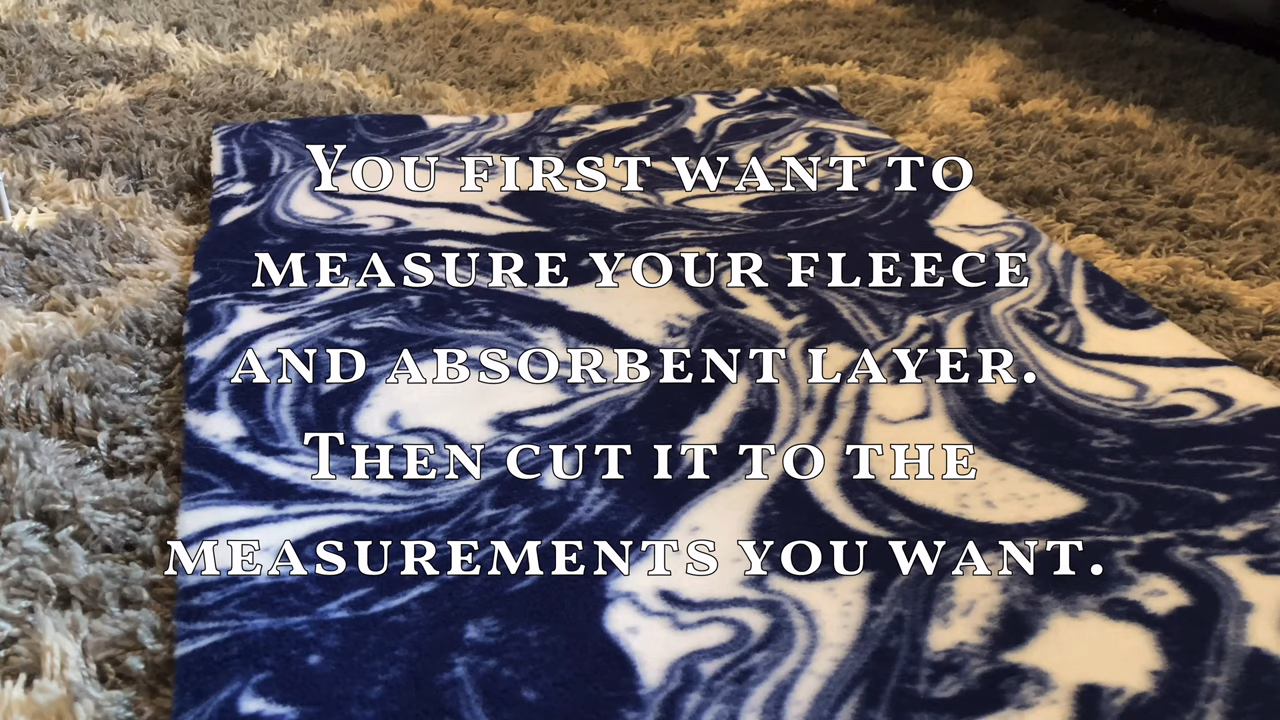 You first want to
measure your fleece
and absorbent layer.
Then cut it to the
measurements you want.